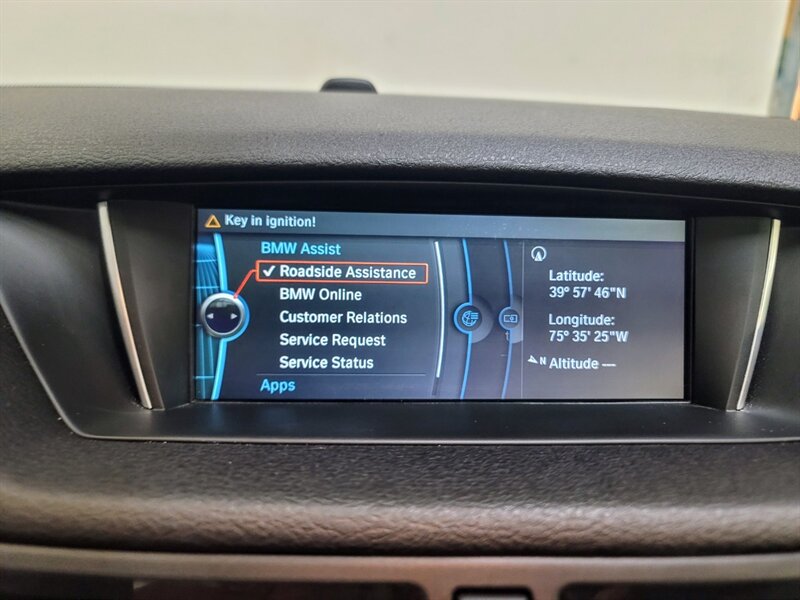 Key in ignition!
BMW Assist
✓ Roadside Assistance
BMW Online
Customer Relations
Service Request
Service Status
Apps
Latitude:
39° 57' 46"N
Longitude:
75° 35' 25"W
N Altitude ---